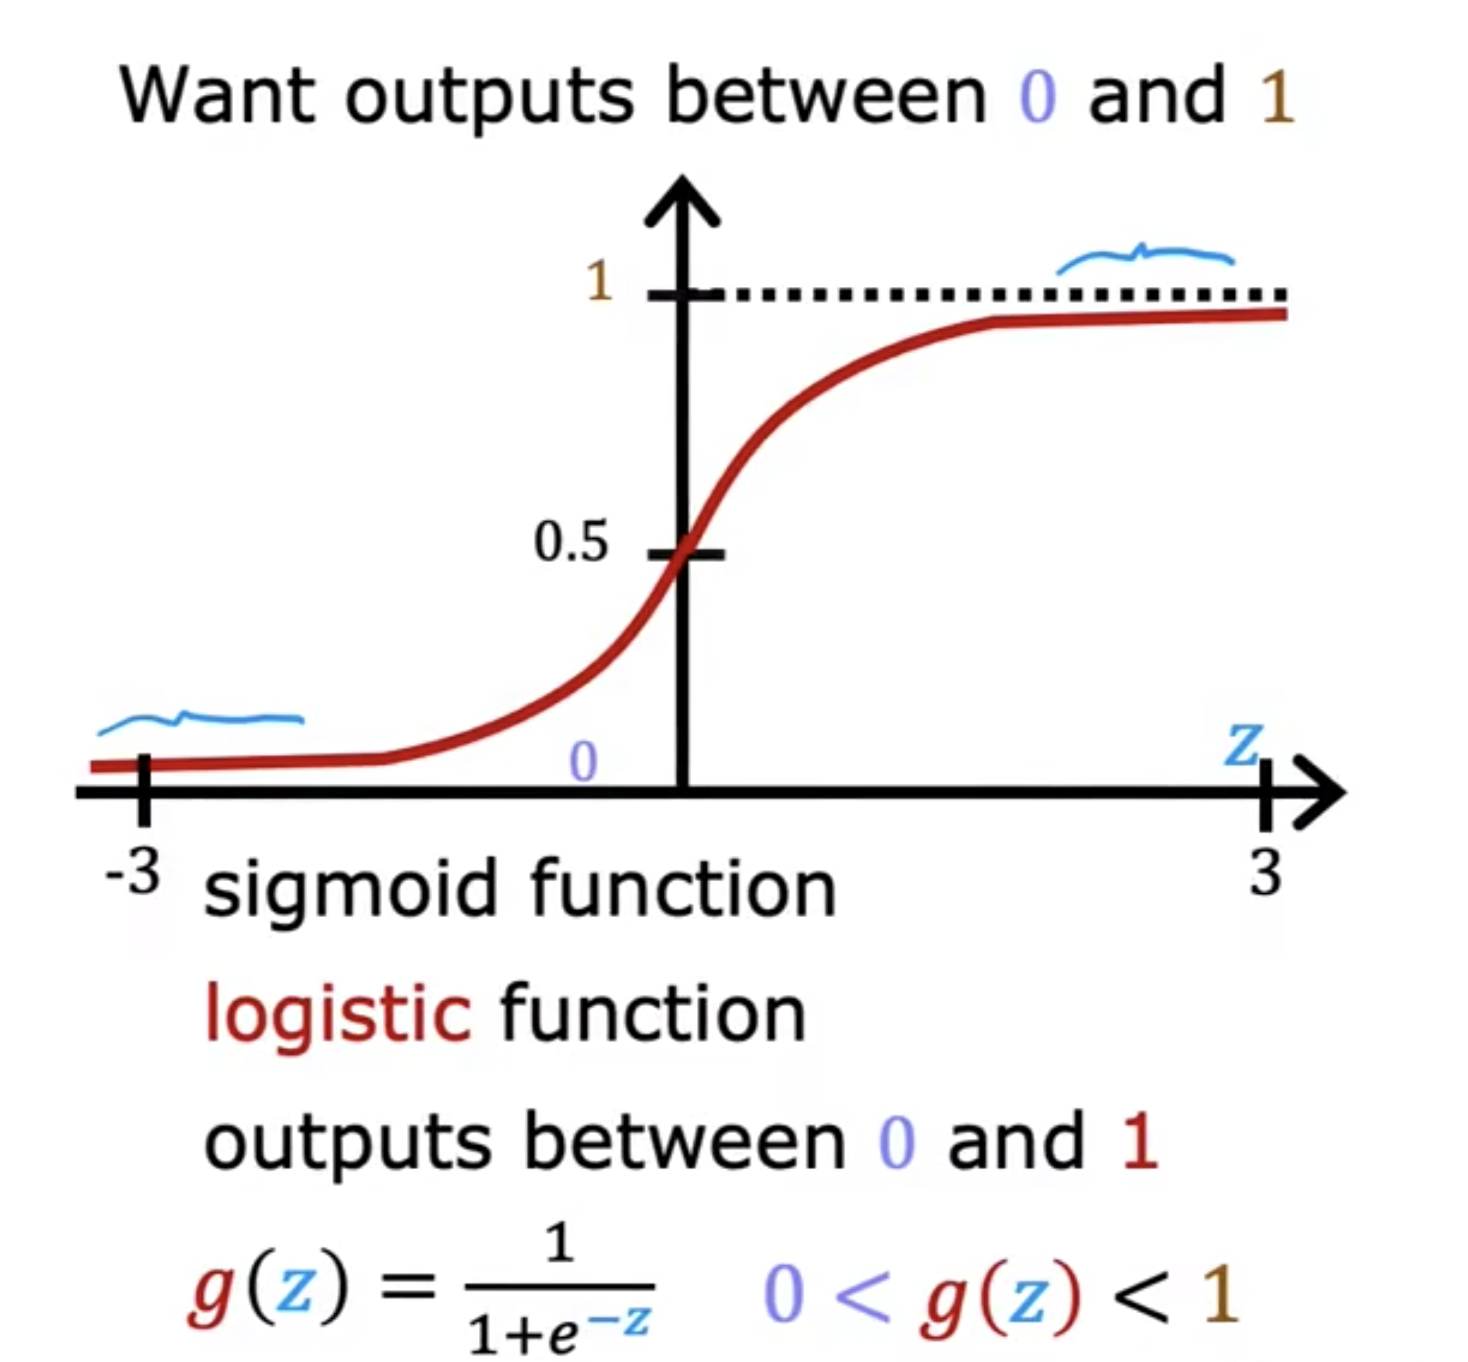 Want outputs between 0 and 1
1
0.5
0
z
-3
3
sigmoid function
logistic function
outputs between 0 and 1
g(z) = 1/(1+e^−z)    0 < g(z) < 1